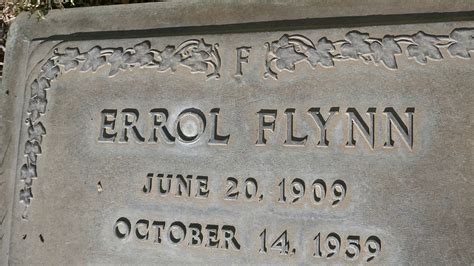 F
ERROL FLYNN
JUNE 20, 1909
OCTOBER 14, 1959